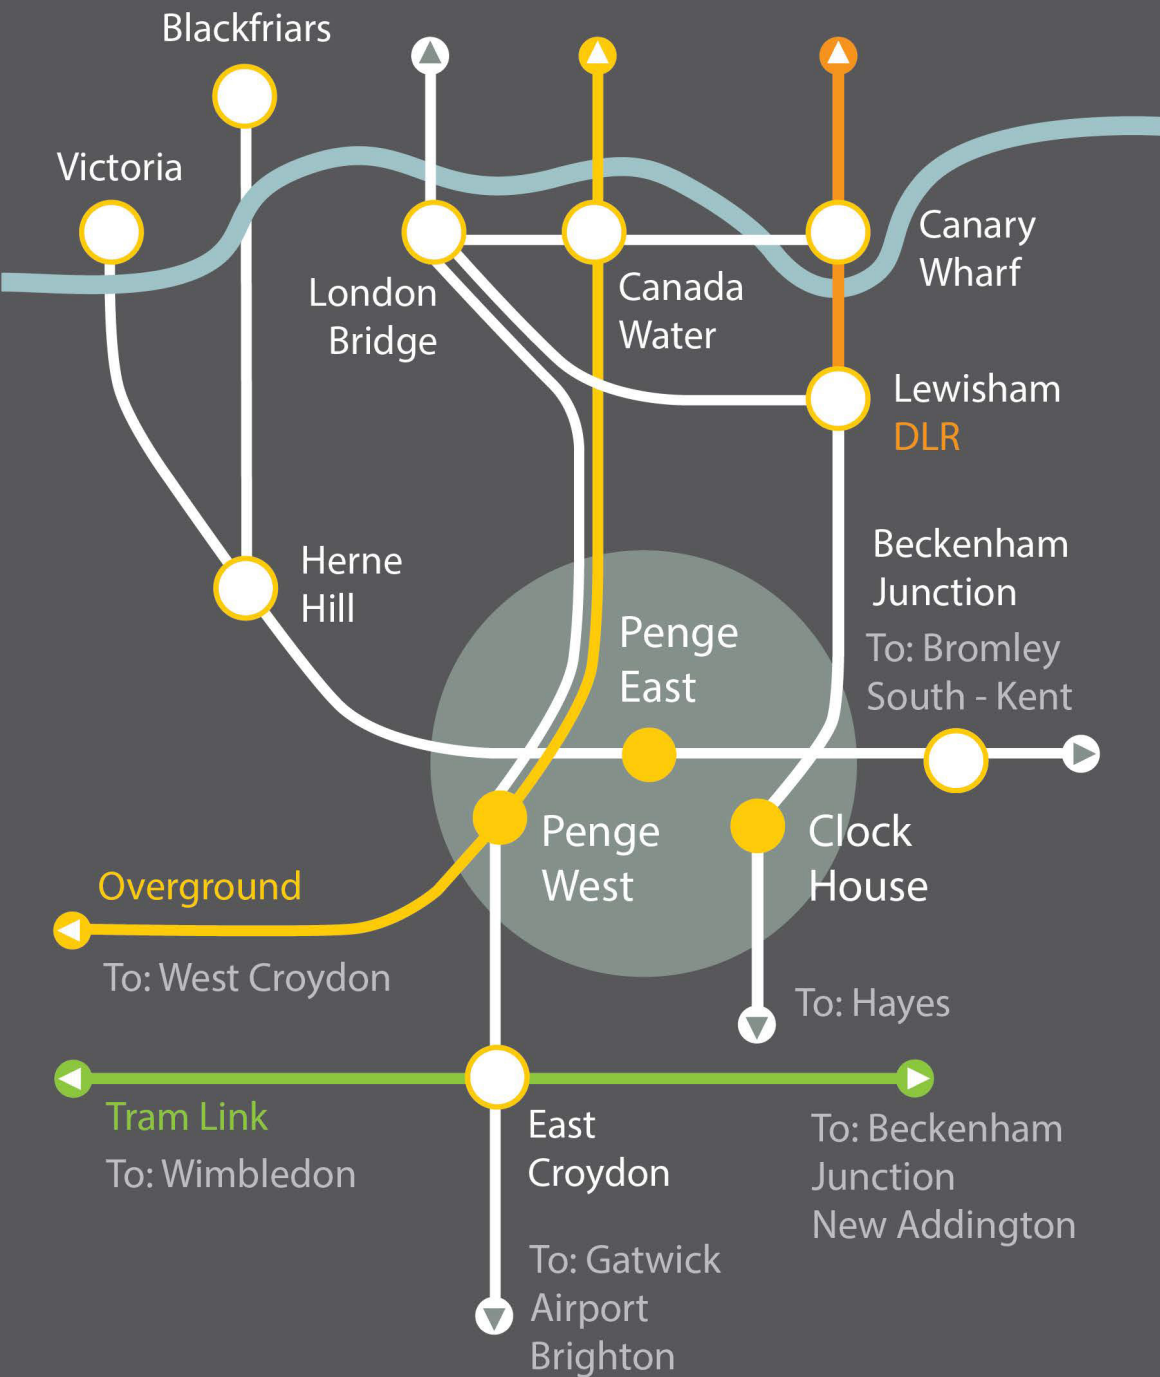 Blackfriars
Victoria
Canary
Wharf
London
Bridge
Canada
Water
Lewisham
DLR
Herne
Hill
Beckenham
Junction
To: Bromley
South - Kent
Penge
East
Penge
West
Clock
House
Overground
To: West Croydon
To: Hayes
Tram Link
To: Wimbledon
East
Croydon
To: Beckenham
Junction
New Addington
To: Gatwick
Airport
Brighton